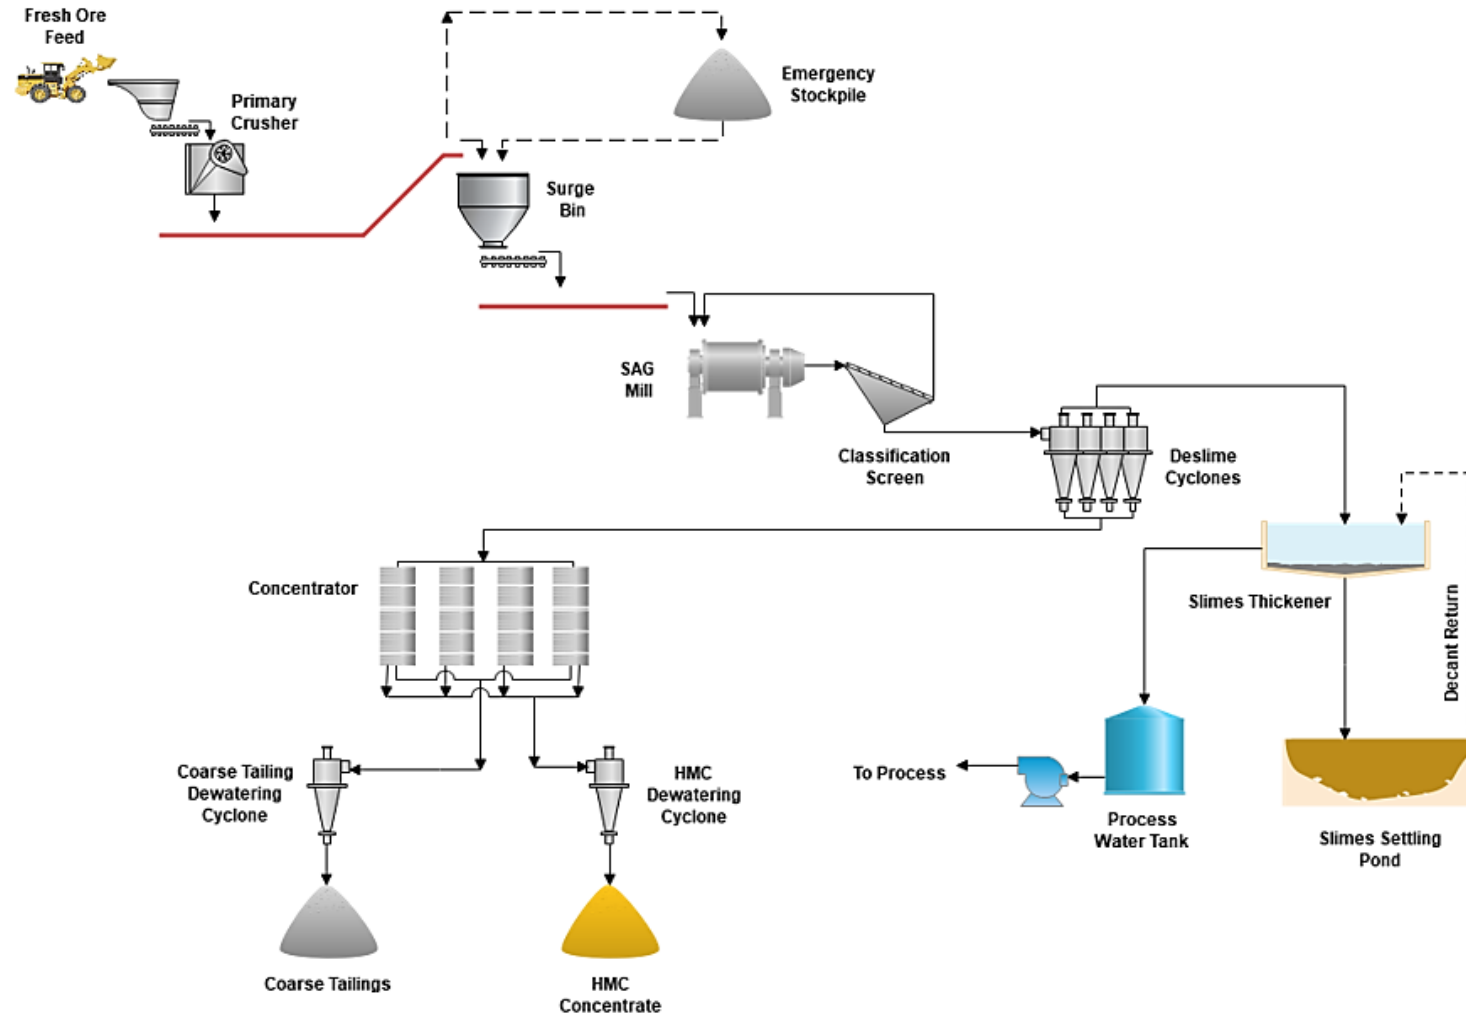 Fresh Ore
Feed
Primary
Crusher
Emergency
Stockpile
Surge
Bin
SAG
Mill
Classification
Screen
Deslime
Cyclones
Concentrator
Slimes Thickener
Decant Return
Coarse Tailing
Dewatering
Cyclone
HMC
Dewatering
Cyclone
To Process
Process
Water Tank
Slimes Settling
Pond
Coarse Tailings
HMC
Concentrate